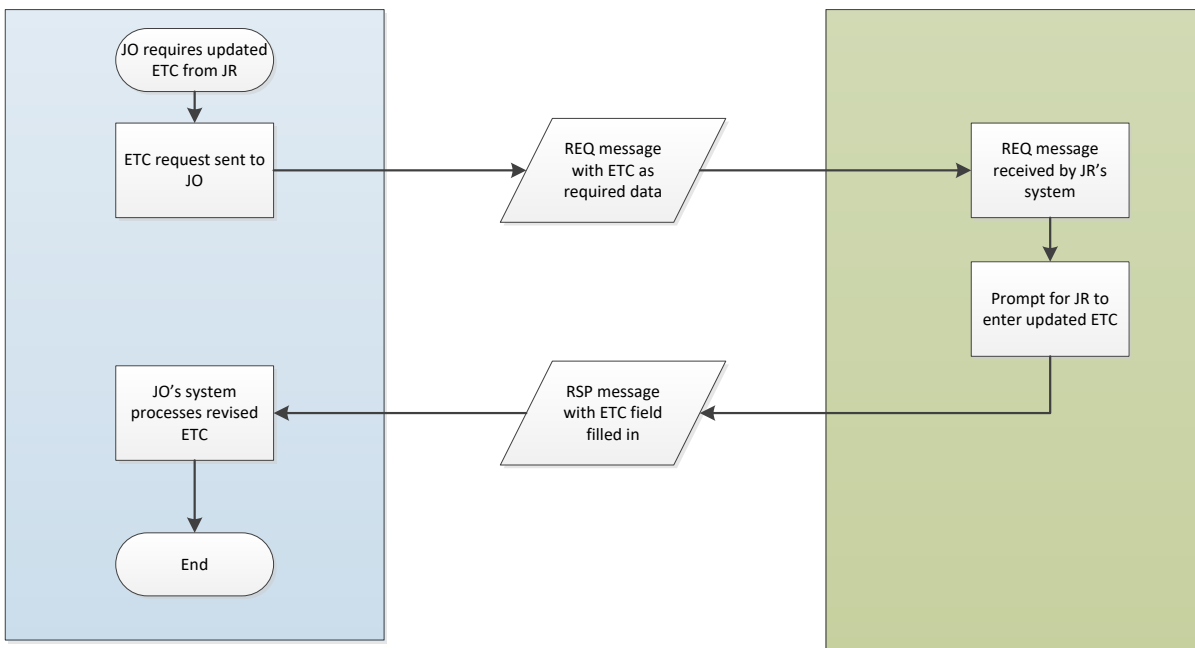 JO requires updated
ETC from JR
ETC request sent to
JO
REQ message
with ETC as
required data
REQ message
received by JR's
system
Prompt for JR to
enter updated ETC
RSP message
with ETC field
filled in
JO's system
processes revised
ETC
End